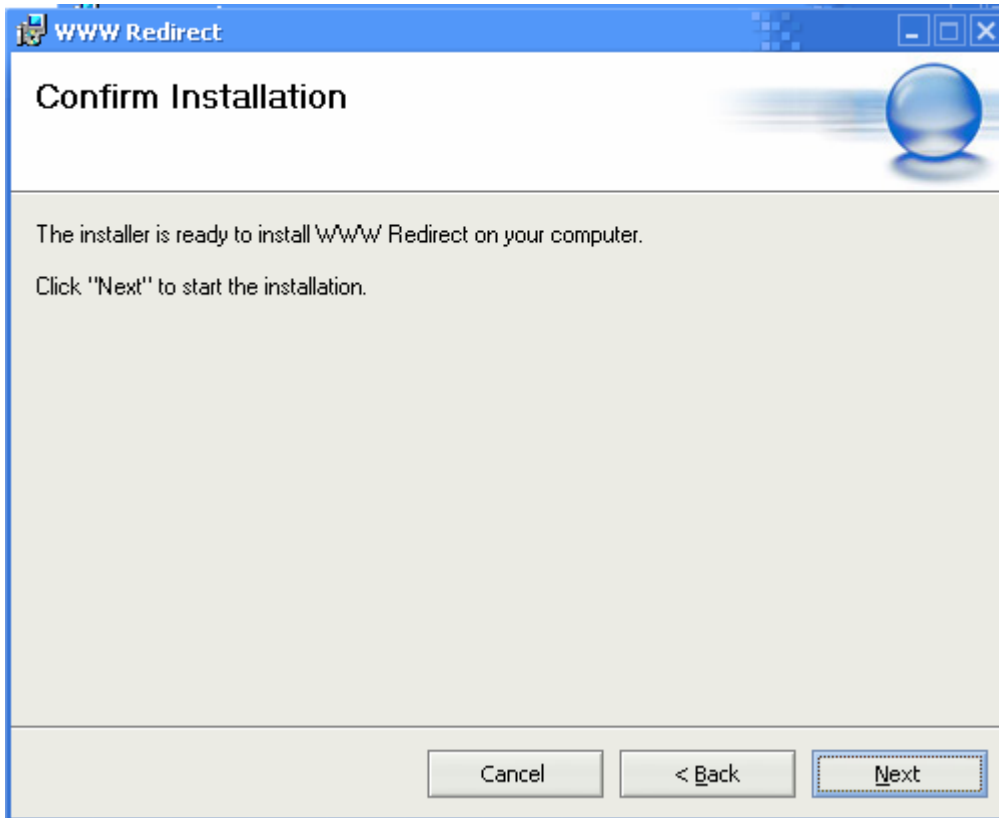 WWW Redirect
Confirm Installation
The installer is ready to install WWW Redirect on your computer.
Click "Next" to start the installation.
Cancel
< Back
Next